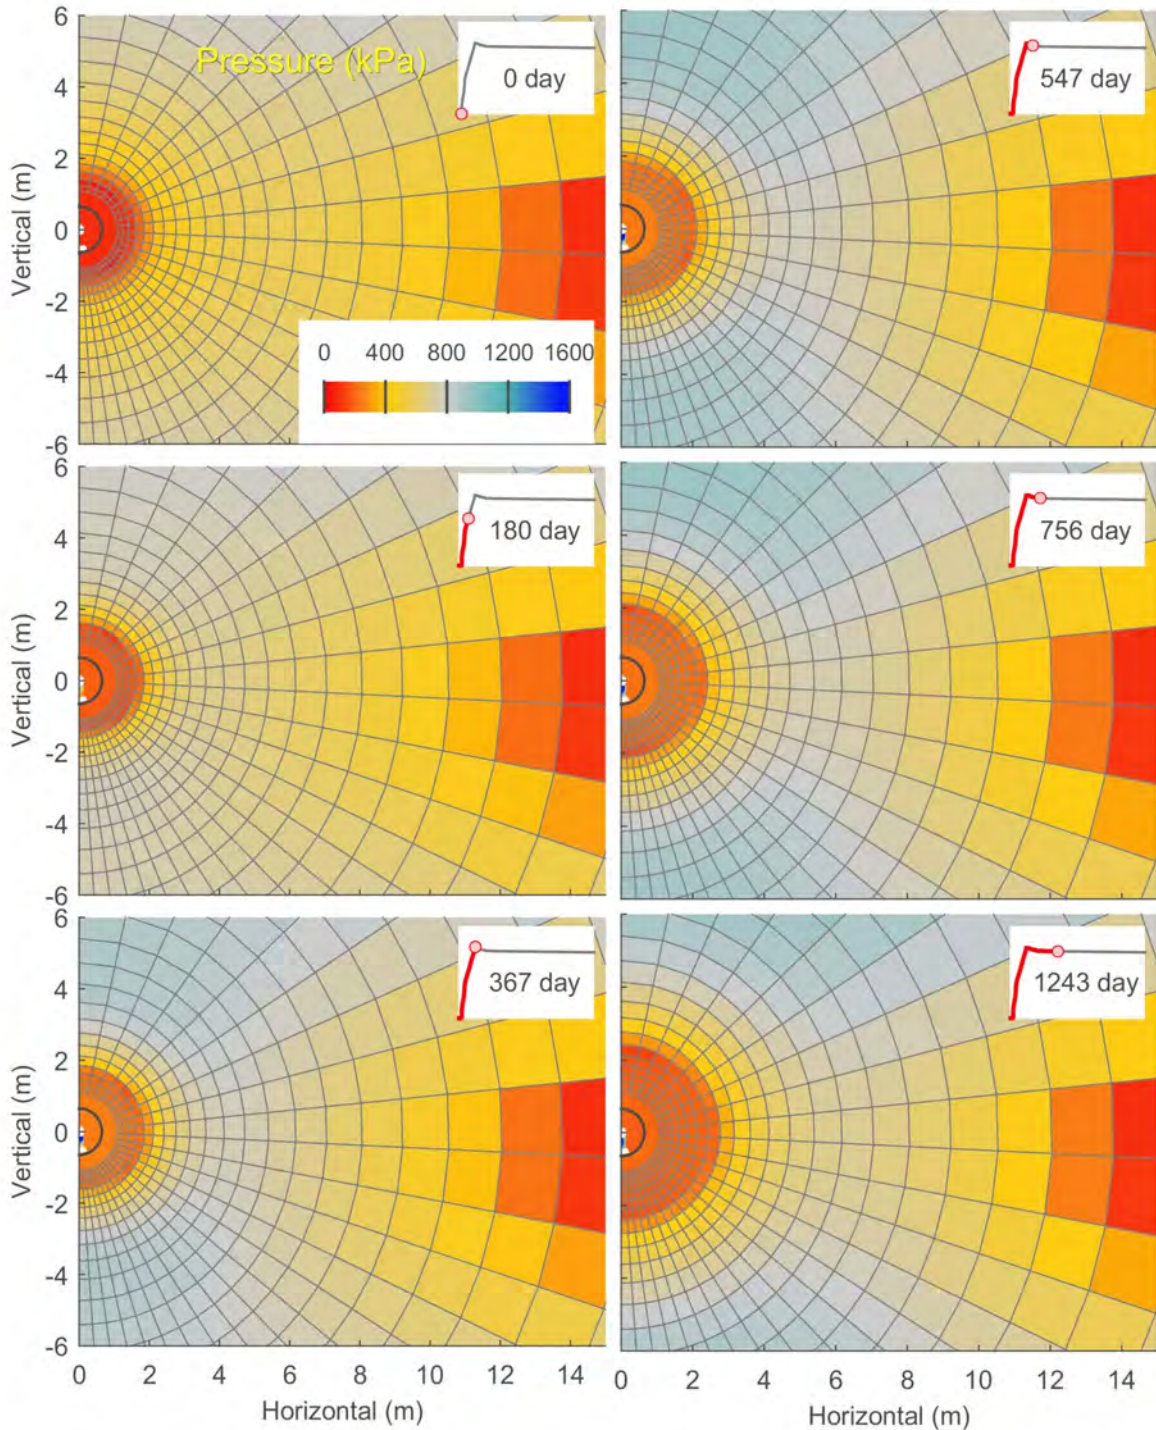 6
4
2
0
-2
-4
-6
Vertical (m)
Pressure (kPa)
0 day
0 400 800 1200 1600
547 day
6
4
2
0
-2
-4
-6
Vertical (m)
180 day
756 day
6
4
2
0
-2
-4
-6
Vertical (m)
367 day
1243 day
0 2 4 6 8 10 12 14
Horizontal (m)
0 2 4 6 8 10 12 14
Horizontal (m)